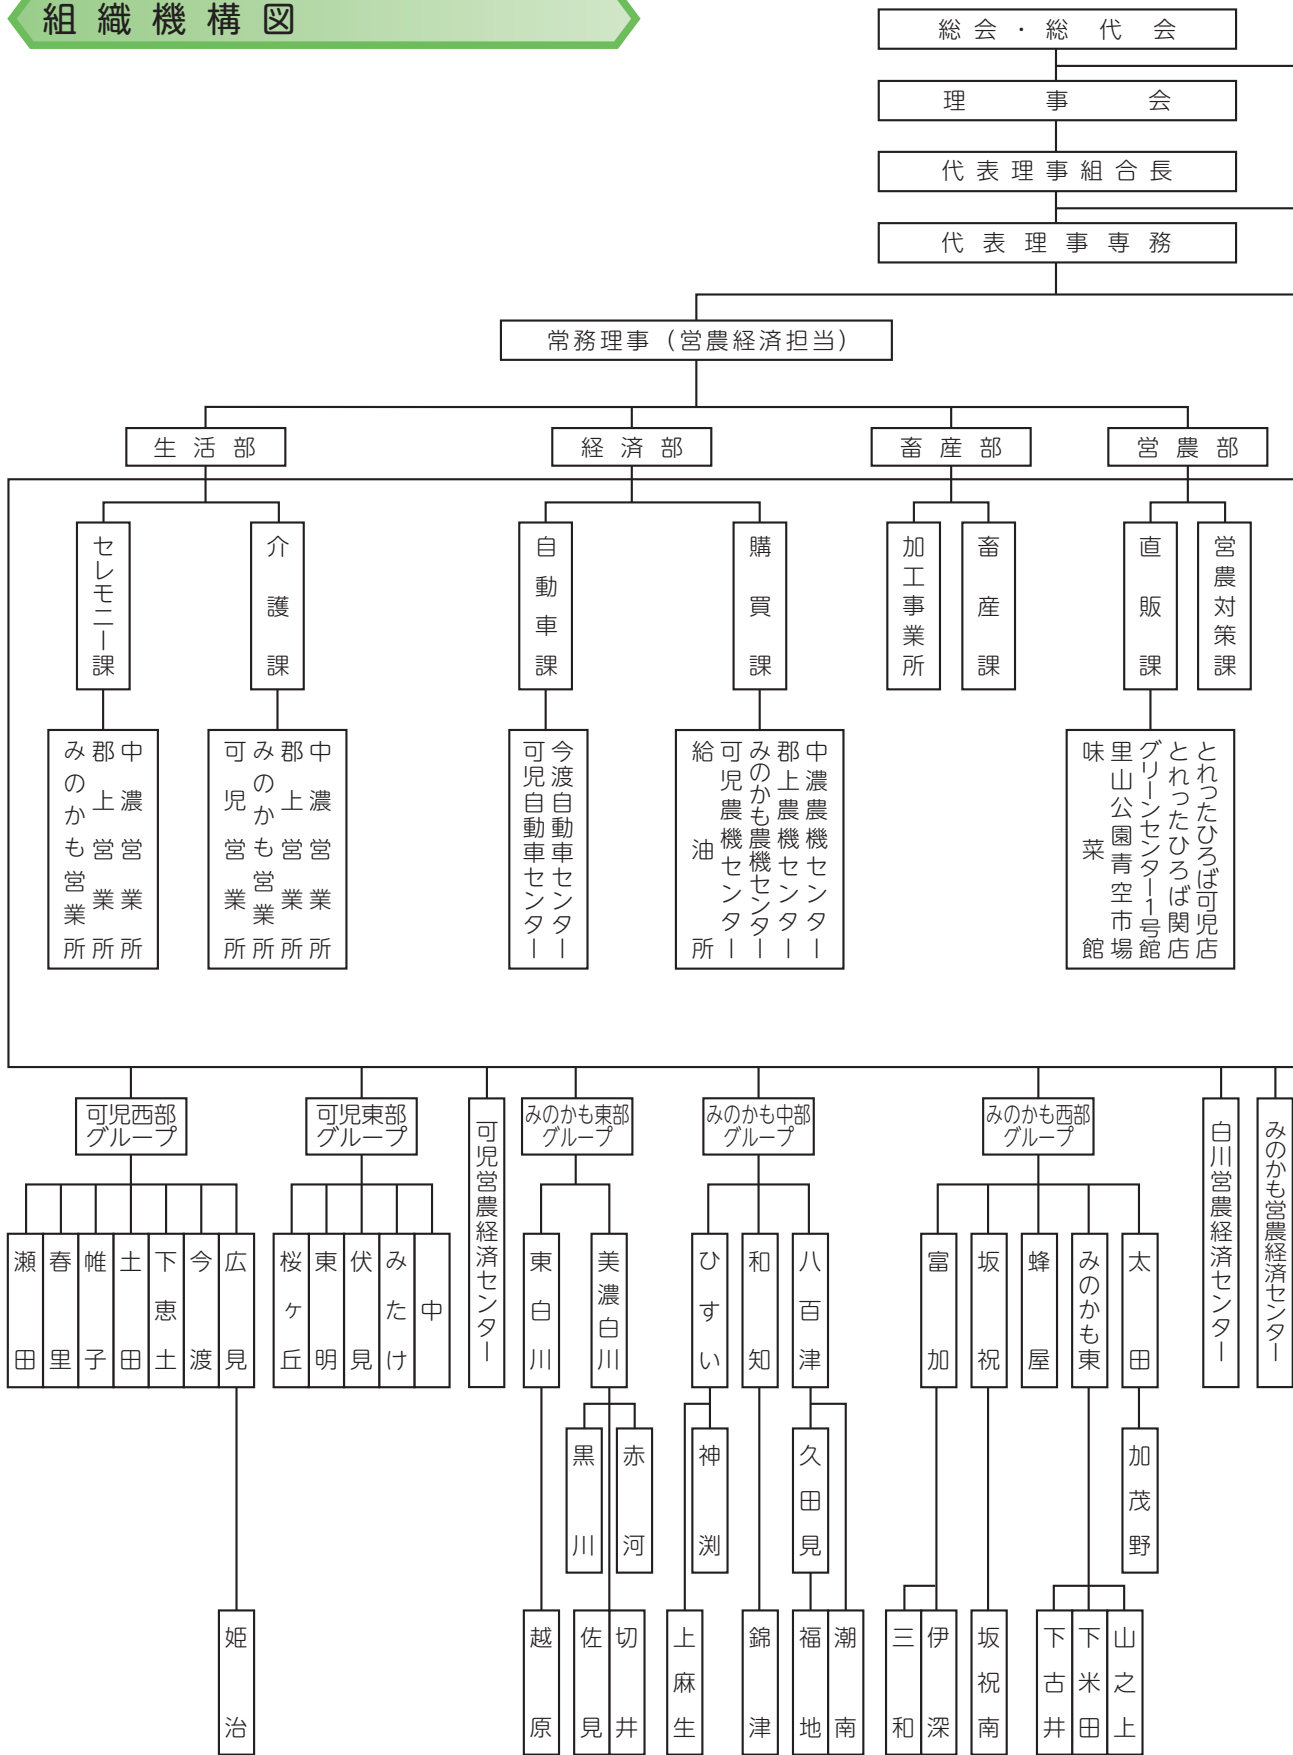 組織機構図
総会・総代会
理事会
代表理事組合長
代表理事専務
常務理事（営農経済担当）
生活部
経済部
畜産部
営農部
セレモニー課
介護課
自動車課
購買課
加工事業所
畜産課
直販課
営農対策課
中濃営業所
郡上営業所
みのかも営業所
中濃営業所
郡上営業所
みのかも営業所
可児営業所
今渡自動車センター
可児自動車センター
中濃農機センター
郡上農機センター
みのかも農機センター
可児農機センター
給油所
とれったひろば可児店
とれったひろば関店
グリーンセンター1号館
里山公園青空市場
味菜館
可児西部
グループ
可児東部
グループ
可児営農経済センター
みのかも東部
グループ
みのかも中部
グループ
みのかも西部
グループ
白川営農経済センター
みのかも営農経済センター
瀬田
春里
帷子
土田
下恵土
今渡
広見
桜ヶ丘
東明
伏見
みたけ
中
東白川
美濃白川
ひすい
和知
八百津
富加
坂祝
蜂屋
みのかも東
太田
黒川
赤河
神渕
久田見
加茂野
姫治
越原
佐見
切井
上麻生
錦津
福地
潮南
三和
伊深
坂祝南
下古井
下米田
山之上